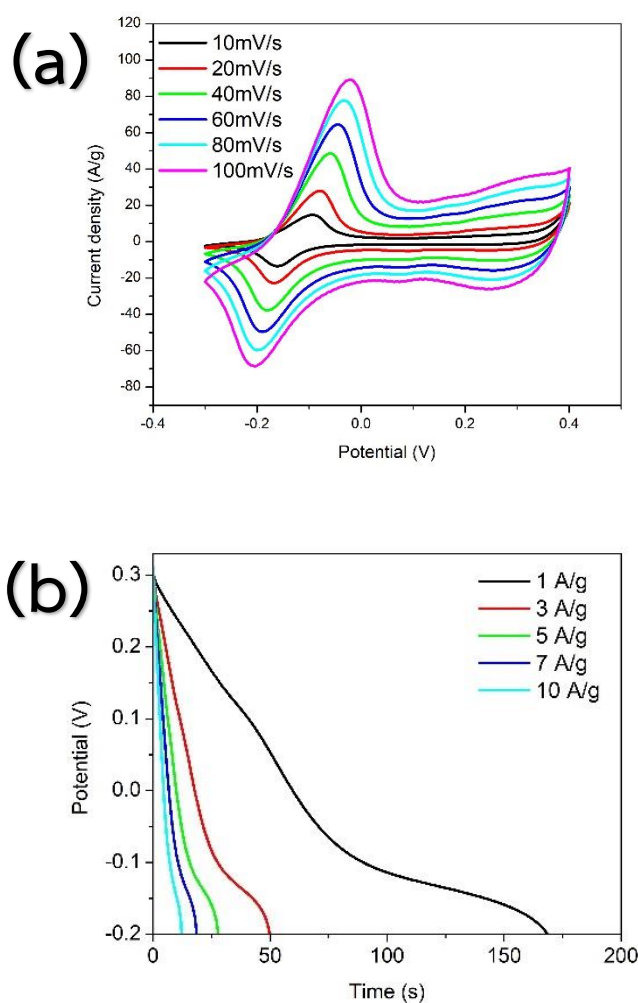 (a)
10mV/s
20mV/s
40mV/s
60mV/s
80mV/s
100mV/s
120
100
80
60
40
20
0
-20
-40
-60
-80
Current density (A/g)
-0.4
-0.2
0.0
0.2
0.4
Potential (V)
(b)
1 A/g
3 A/g
5 A/g
7 A/g
10 A/g
0.3
0.2
0.1
0.0
-0.1
-0.2
Potential (V)
0
50
100
150
200
Time (s)